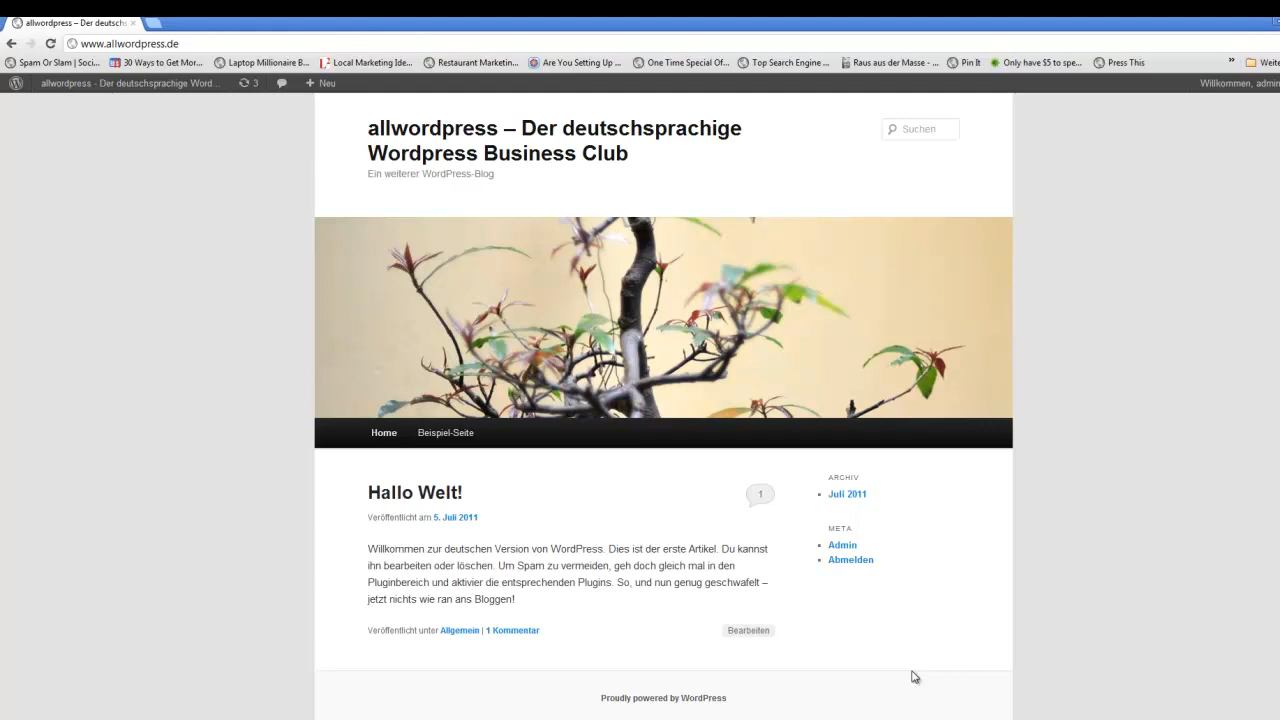 allwordpress – Der deutschs
www.allwordpress.de
Spam Or Slam | Soci... 30 Ways to Get Mor... Laptop Millionaire B... Local Marketing Ide... Restaurant Marketin... Are You Setting Up ... One Time Special Of... Top Search Engine ... Raus aus der Masse - ... Pin It Only have $5 to spe... Press This » Weite
allwordpress - Der deutschsprachige Word... 3 + Neu Willkommen, admin
allwordpress – Der deutschsprachige
Wordpress Business Club
Suchen
Ein weiterer WordPress-Blog
Home Beispiel-Seite
Hallo Welt!
1
Veröffentlicht am 5. Juli 2011
Willkommen zur deutschen Version von WordPress. Dies ist der erste Artikel. Du kannst
ihn bearbeiten oder löschen. Um Spam zu vermeiden, geh doch gleich mal in den
Pluginbereich und aktivier die entsprechenden Plugins. So, und nun genug geschwafelt –
jetzt nichts wie ran ans Bloggen!
Veröffentlicht unter Allgemein | 1 Kommentar
Bearbeiten
ARCHIV
Juli 2011
META
Admin
Abmelden
Proudly powered by WordPress